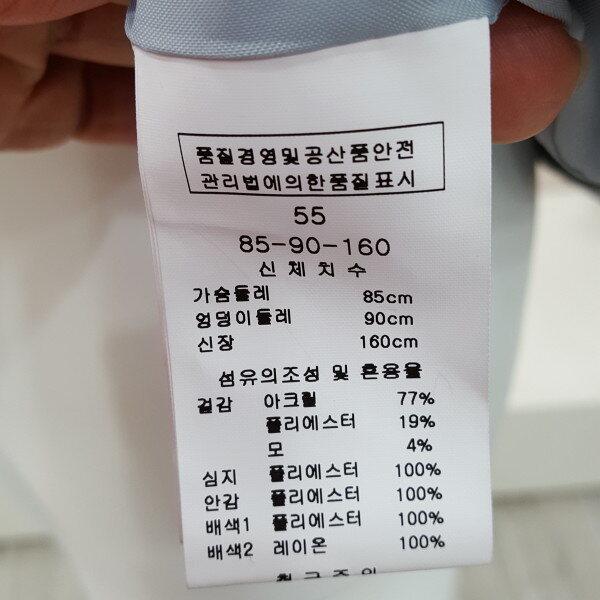 품질경영및공산품안전
관리법에의한품질표시
55
85-90-160
신체치수
가슴둘레 85cm
엉덩이둘레 90cm
신장 160cm
섬유의조성 및 혼용율
겉감 아크릴 77%
폴리에스터 19%
모 4%
심지 폴리에스터 100%
안감 폴리에스터 100%
배색1 폴리에스터 100%
배색2 레이온 100%